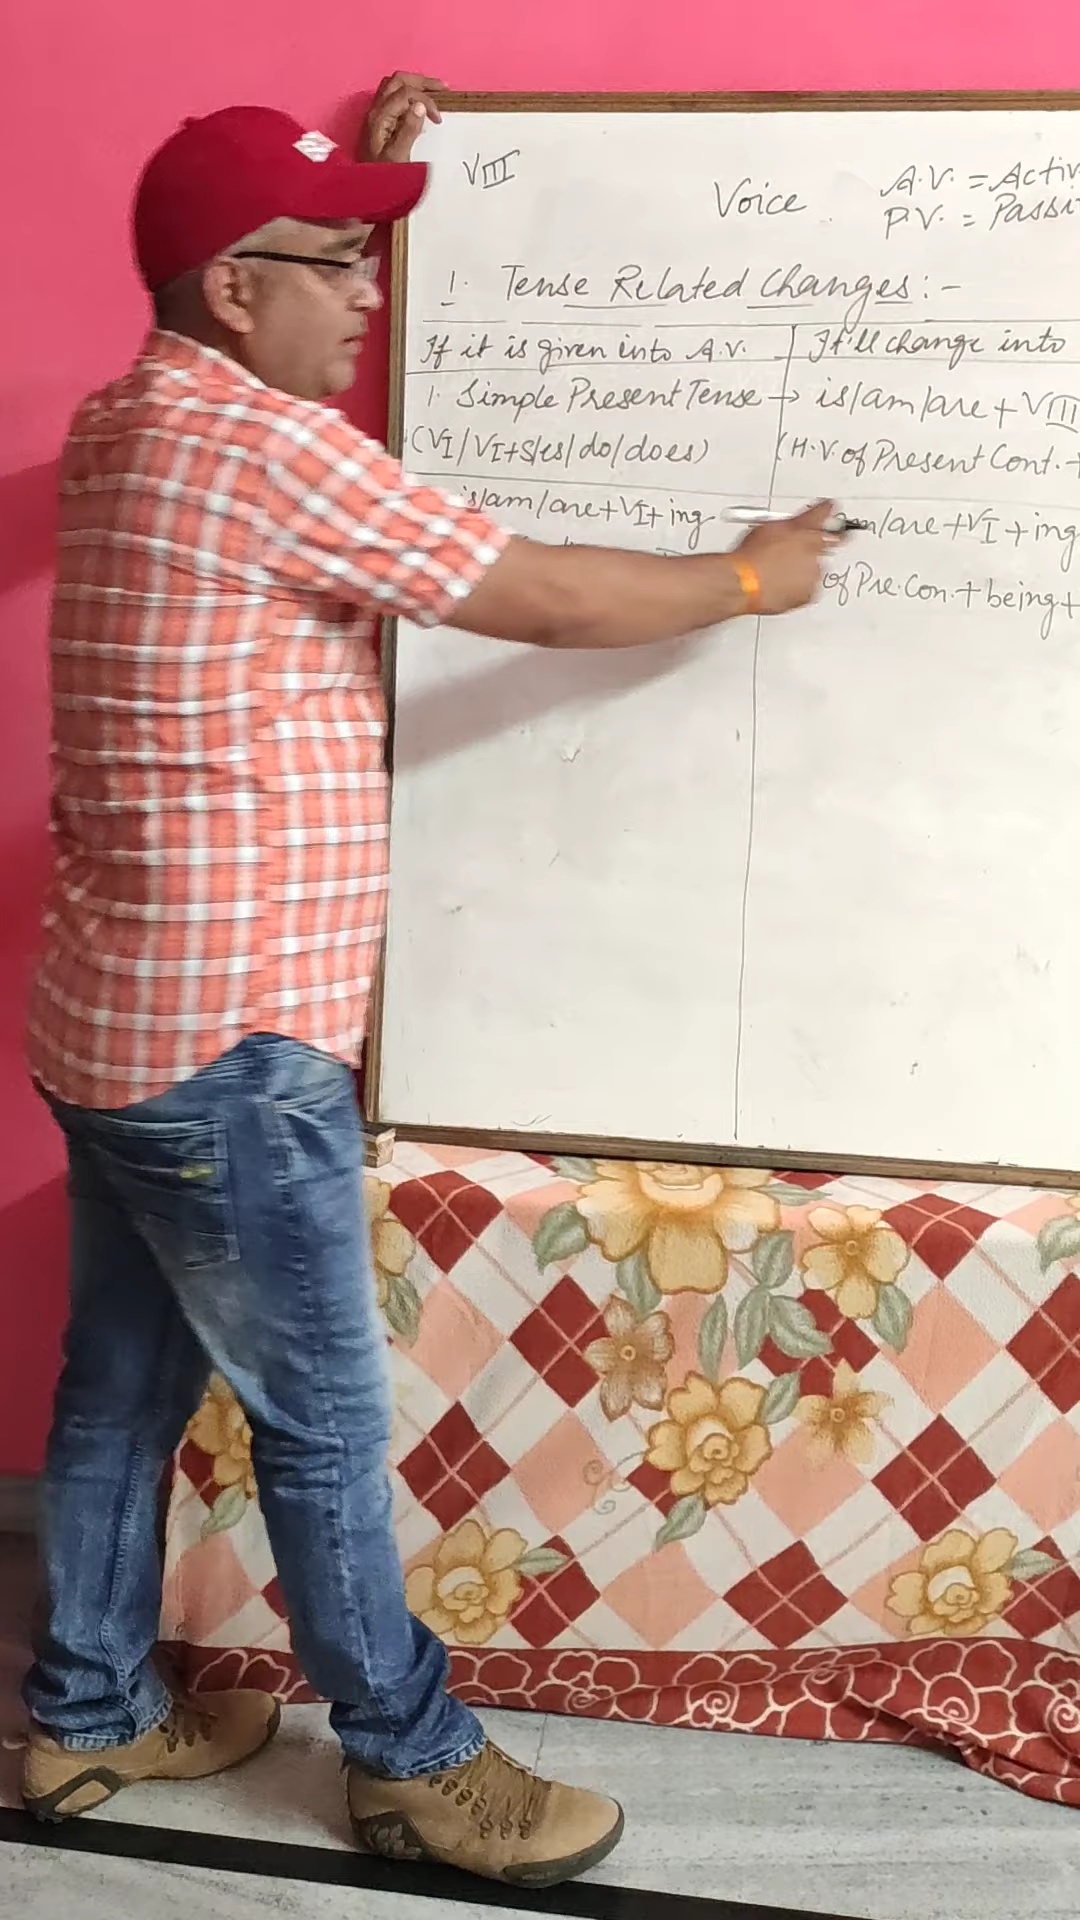 VIII
Voice
A.V. = Activ
P.V. = Passi
1. Tense Related Changes:-
If it is given into A.V.
It'll change into
1. Simple Present Tense → is/am/are + VIII
(VI/VI+s/es/do/does)
(H.V. of Present Cont. +
is/am/are+VI+ing
am/are +VI + ing
of Pre. Con. + being +